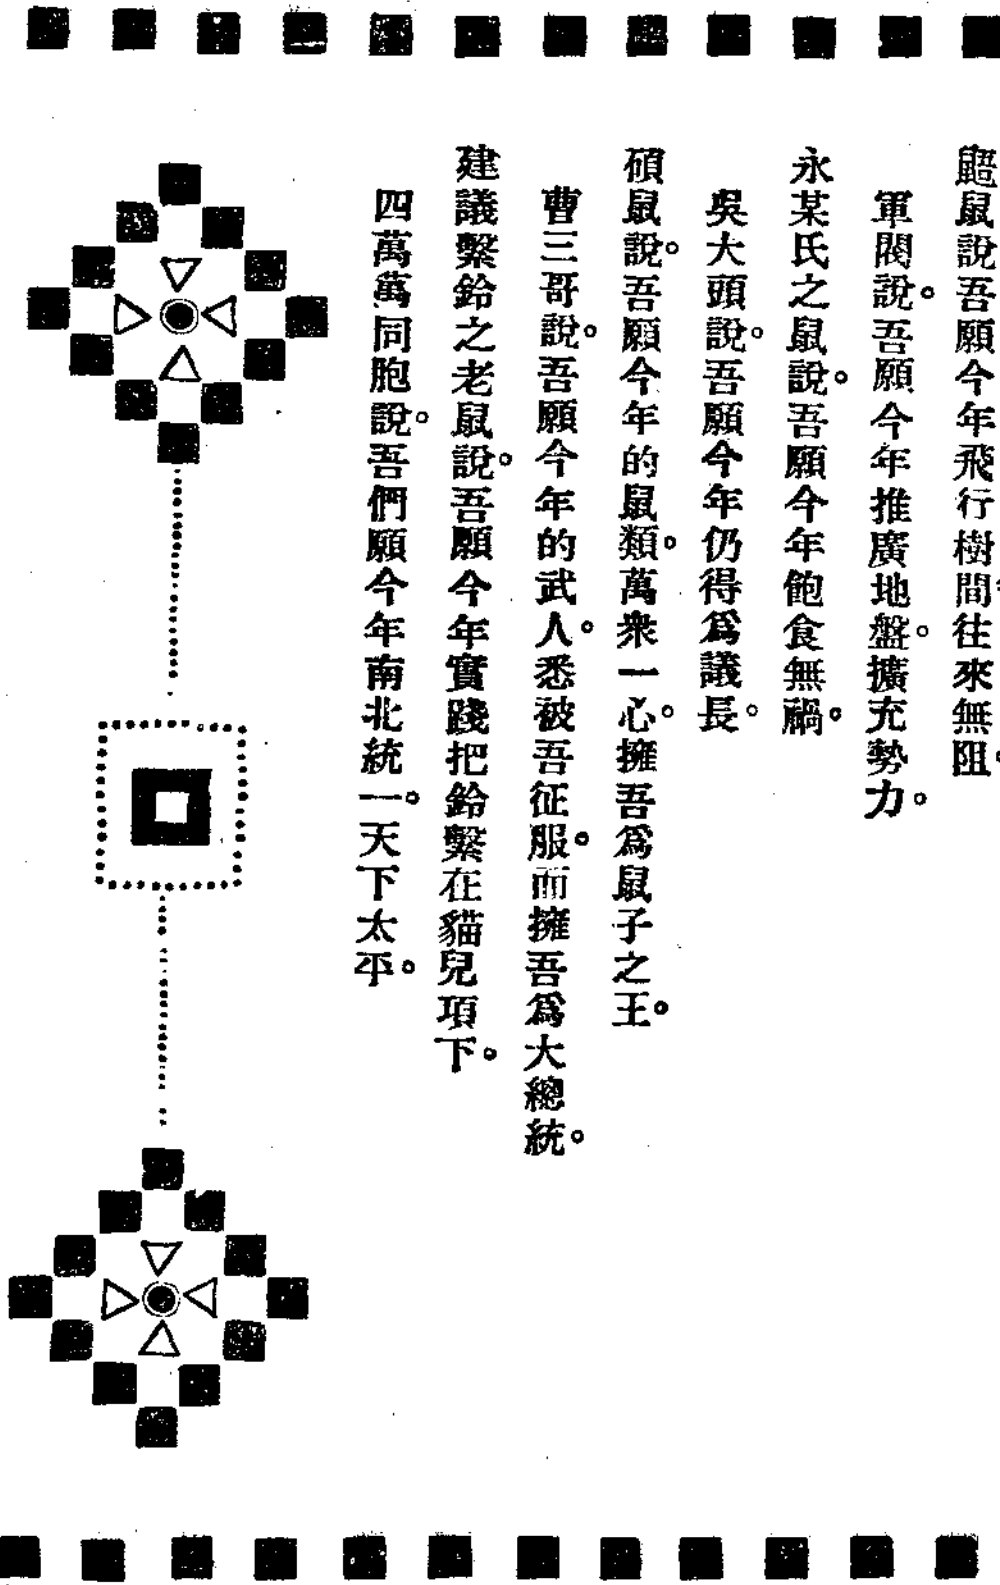 鼯鼠說吾願今年飛行樹間往來無阻。
軍閥說。吾願今年推廣地盤。擴充勢力。
永某氏之鼠說。吾願今年飽食無禍。
吳大頭說。吾願今年仍得爲議長。
碩鼠說。吾願今年的鼠類。萬衆一心。擁吾爲鼠子之王。
曹三哥說。吾願今年的武人。悉被吾征服。而擁吾爲大總統。
建議繫鈴之老鼠說。吾願今年實踐把鈴繫在貓兒項下。
四萬萬同胞說。吾們願今年南北統一。天下太平。